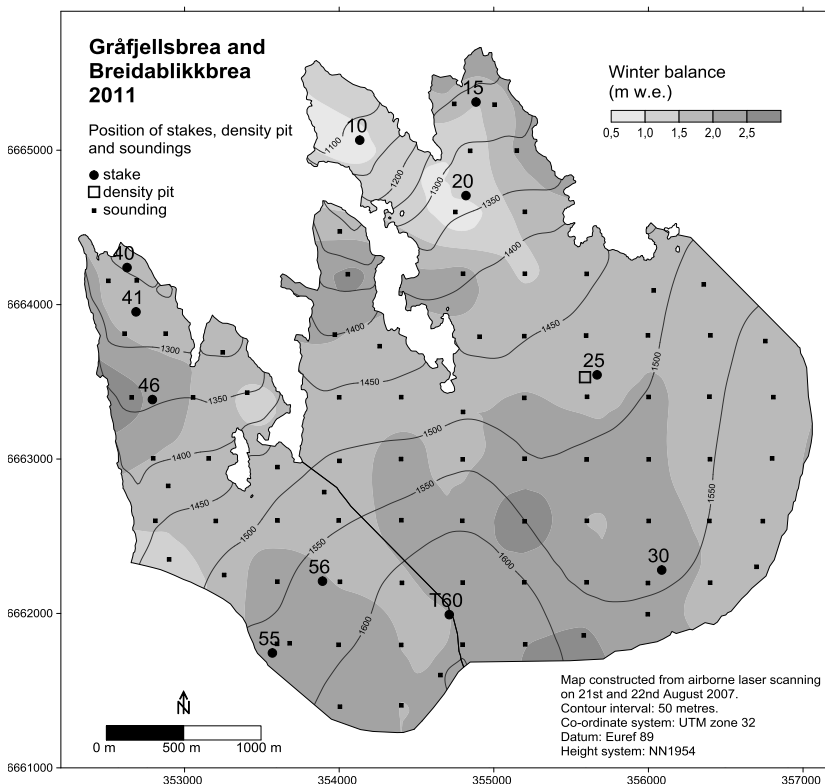 Gråfjellsbrea and
Breidablikkbrea
2011
Position of stakes, density pit
and soundings
stake
density pit
sounding
Winter balance
(m w.e.)
0,5 1,0 1,5 2,0 2,5
6665000
6664000
6663000
6662000
6661000
10
15
20
1100
1200
1300
1350
1400
40
41
1300
46
1350
1400
1450
1400
1450
1450
25
1500
1500
1550
1500
1550
1550
1600
1600
56
55
T60
30
N
0 m 500 m 1000 m
Map constructed from airborne laser scanning
on 21st and 22nd August 2007.
Contour interval: 50 metres.
Co-ordinate system: UTM zone 32
Datum: Euref 89
Height system: NN1954
353000 354000 355000 356000 357000